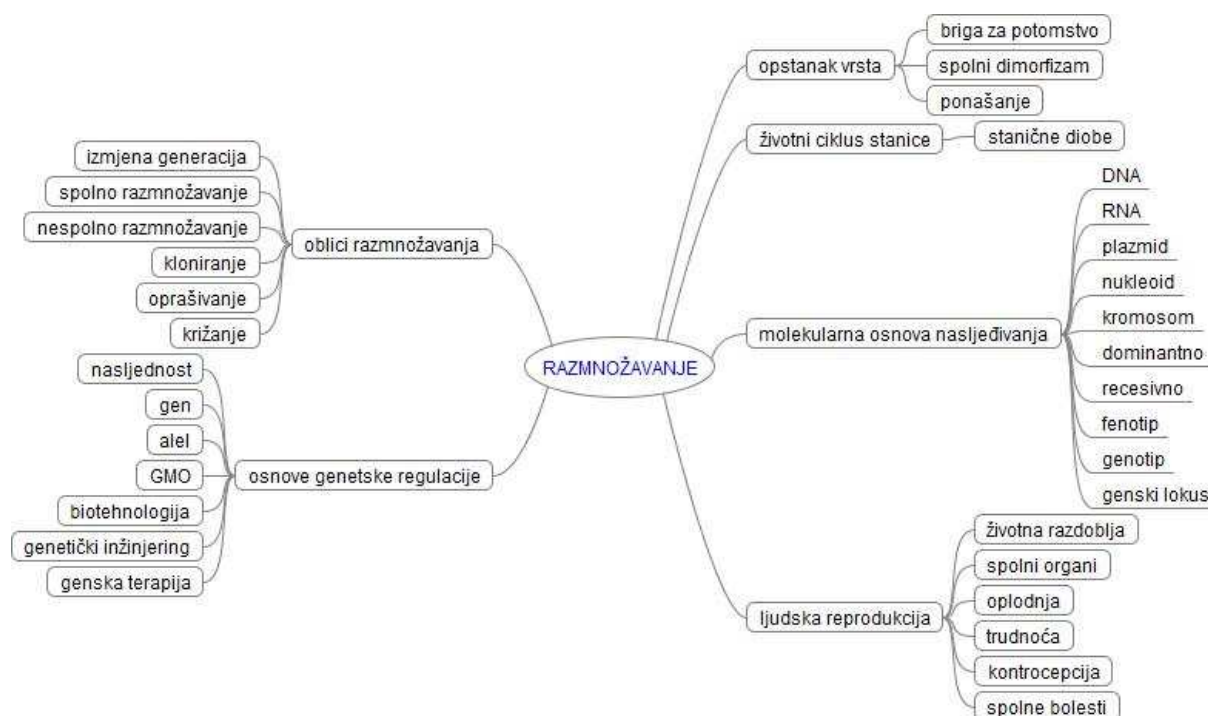 RAZMNOŽAVANJE
oblici razmnožavanja
izmjena generacija
spolno razmnožavanje
nespolno razmnožavanje
kloniranje
oprašivanje
križanje
osnove genetske regulacije
nasljednost
gen
alel
GMO
biotehnologija
genetički inžinjering
genska terapija
opstanak vrsta
briga za potomstvo
spolni dimorfizam
ponašanje
životni ciklus stanice
stanične diobe
molekularna osnova nasljeđivanja
DNA
RNA
plazmid
nukleoid
kromosom
dominantno
recesivno
fenotip
genotip
genski lokus
ljudska reprodukcija
životna razdoblja
spolni organi
oplodnja
trudnoća
kontrocepcija
spolne bolesti